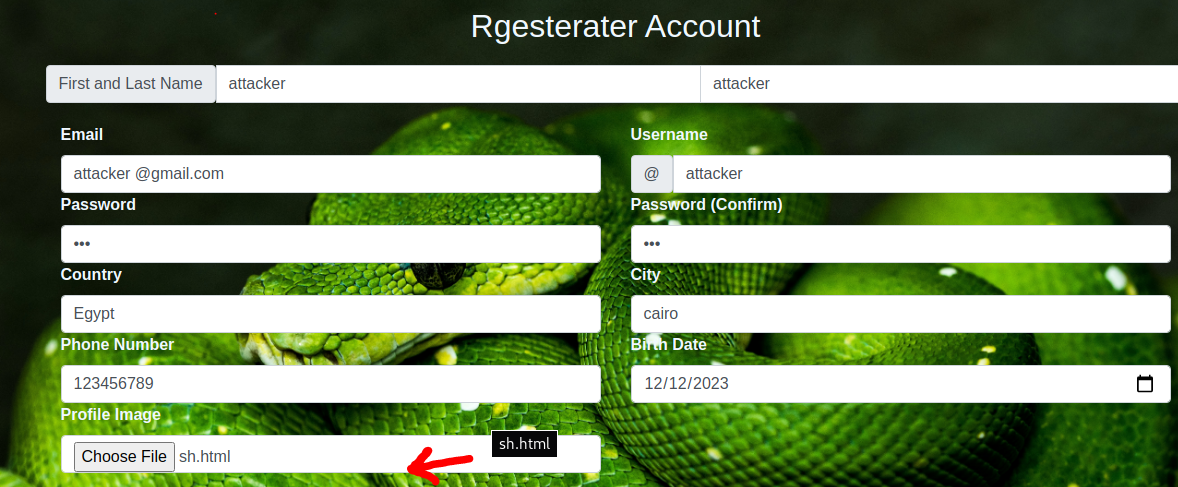 Rgesterater Account
First and Last Name attacker attacker
Email Username
attacker @gmail.com @ attacker
Password Password (Confirm)
••• •••
Country City
Egypt cairo
Phone Number Birth Date
123456789 12/12/2023
Profile Image
Choose File sh.html sh.html